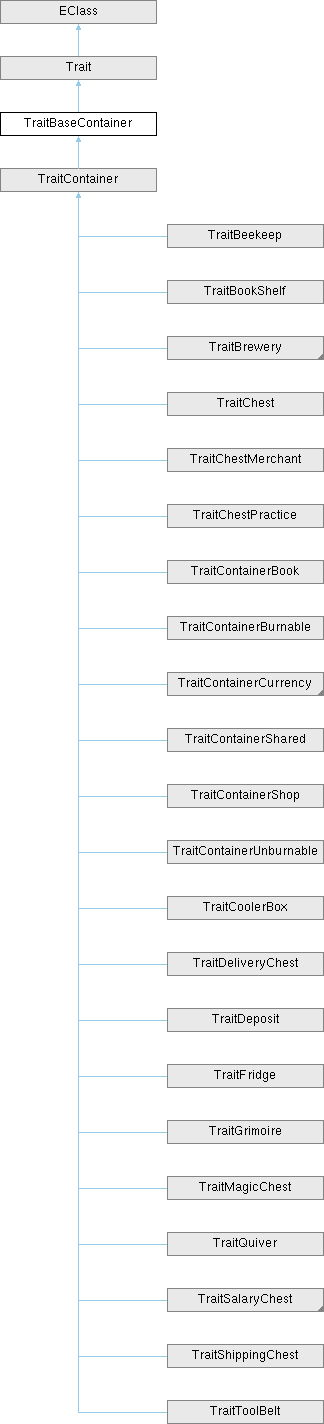 EClass
Trait
TraitBaseContainer
TraitContainer
TraitBeekeep
TraitBookShelf
TraitBrewery
TraitChest
TraitChestMerchant
TraitChestPractice
TraitContainerBook
TraitContainerBurnable
TraitContainerCurrency
TraitContainerShared
TraitContainerShop
TraitContainerUnburnable
TraitCoolerBox
TraitDeliveryChest
TraitDeposit
TraitFridge
TraitGrimoire
TraitMagicChest
TraitQuiver
TraitSalaryChest
TraitShippingChest
TraitToolBelt